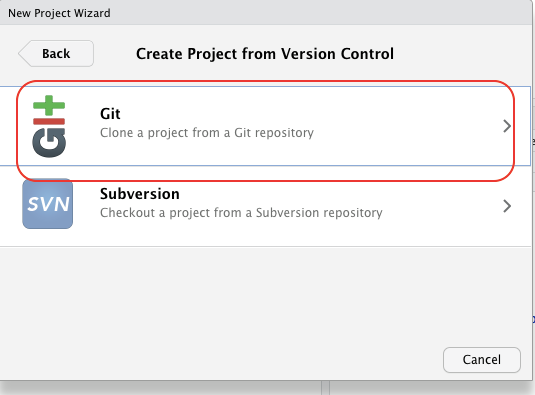 New Project Wizard
Back
Create Project from Version Control
git
Git
Clone a project from a Git repository
SVN
Subversion
Checkout a project from a Subversion repository
Cancel